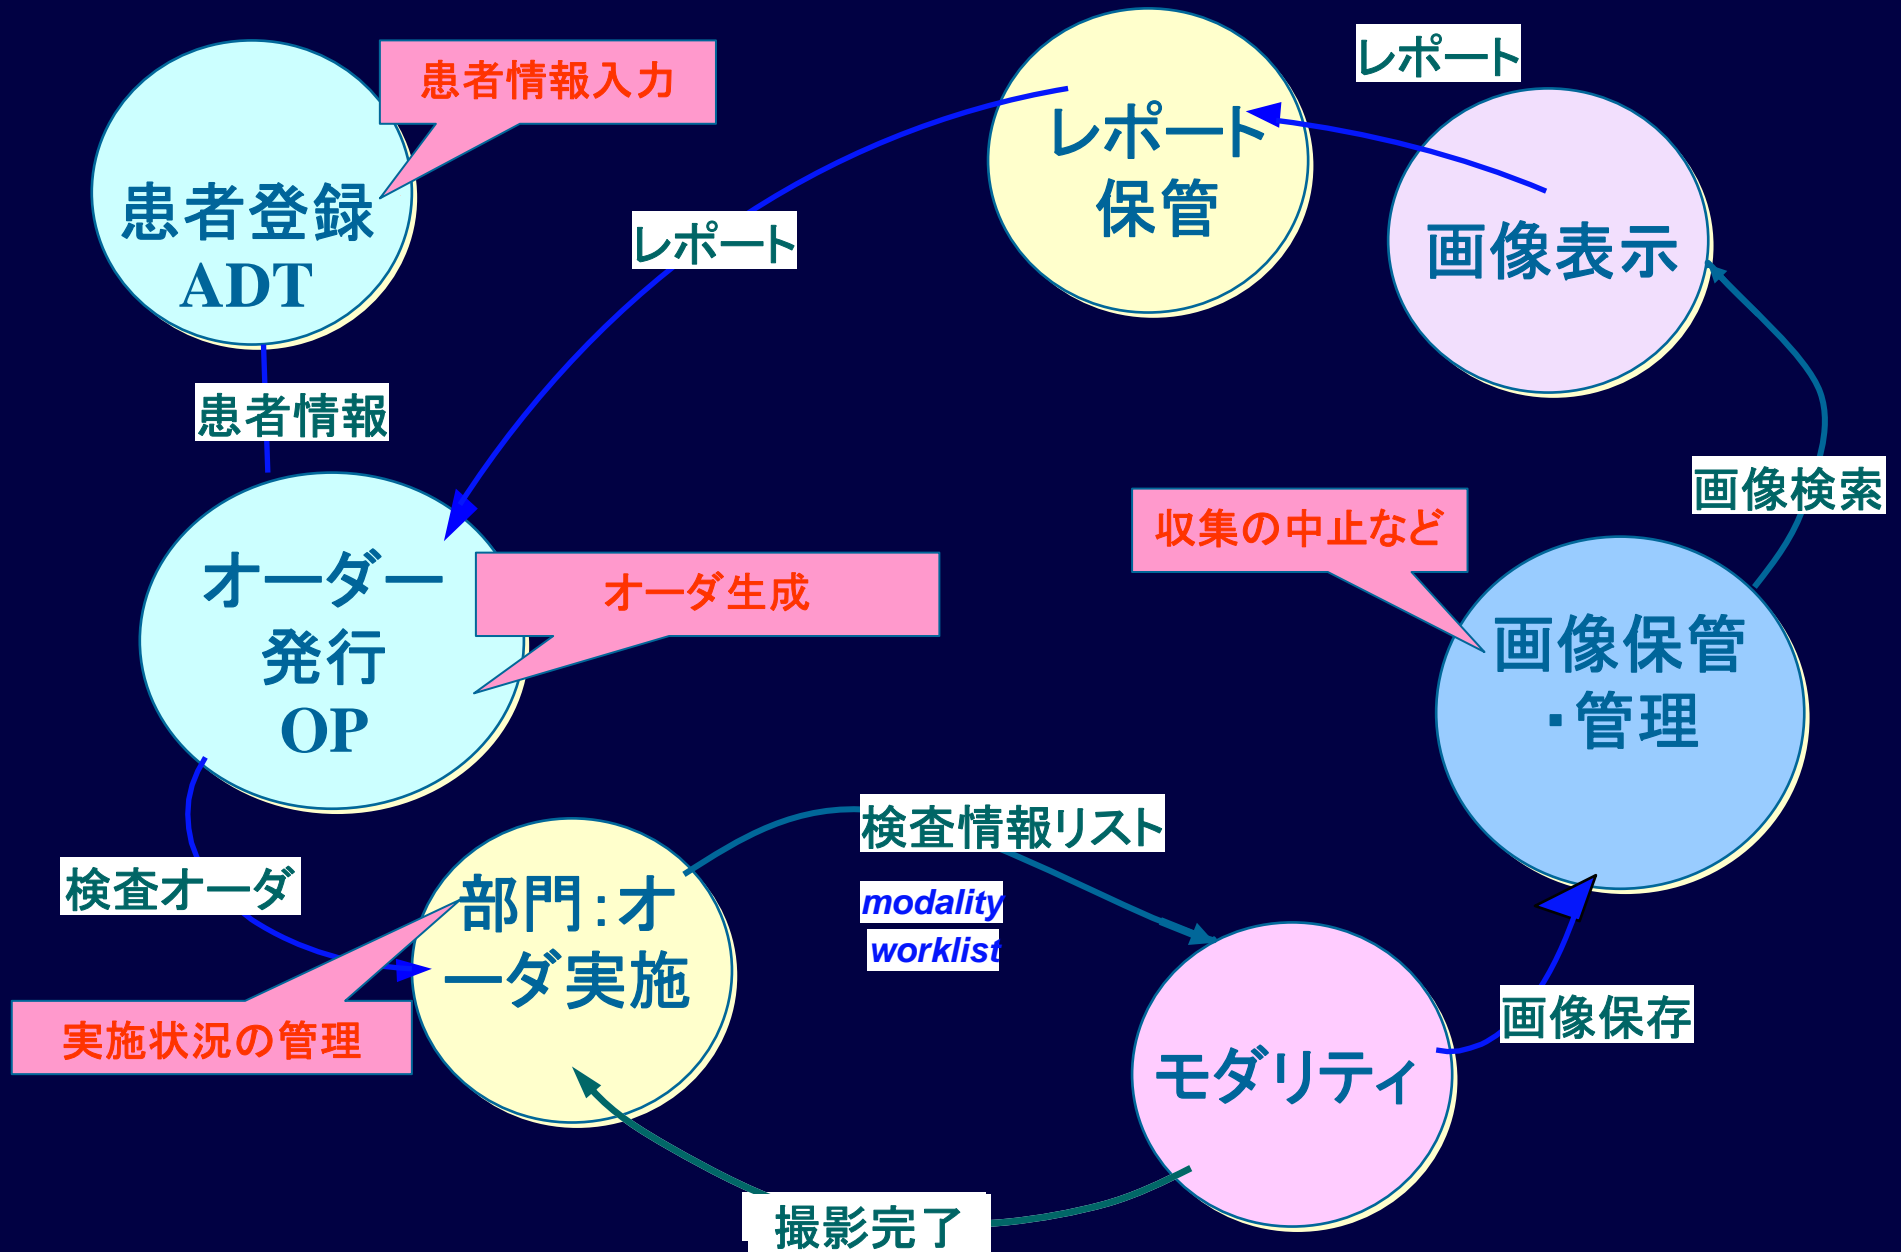 患者情報入力
患者登録
ADT
患者情報
レポート
レポート
保管
レポート
画像表示
画像検索
オーダー
発行
OP
オーダ生成
収集の中止など
画像保管
・管理
検査オーダ
部門：オ
ーダ実施
実施状況の管理
検査情報リスト
modality
worklist
モダリティ
画像保存
撮影完了